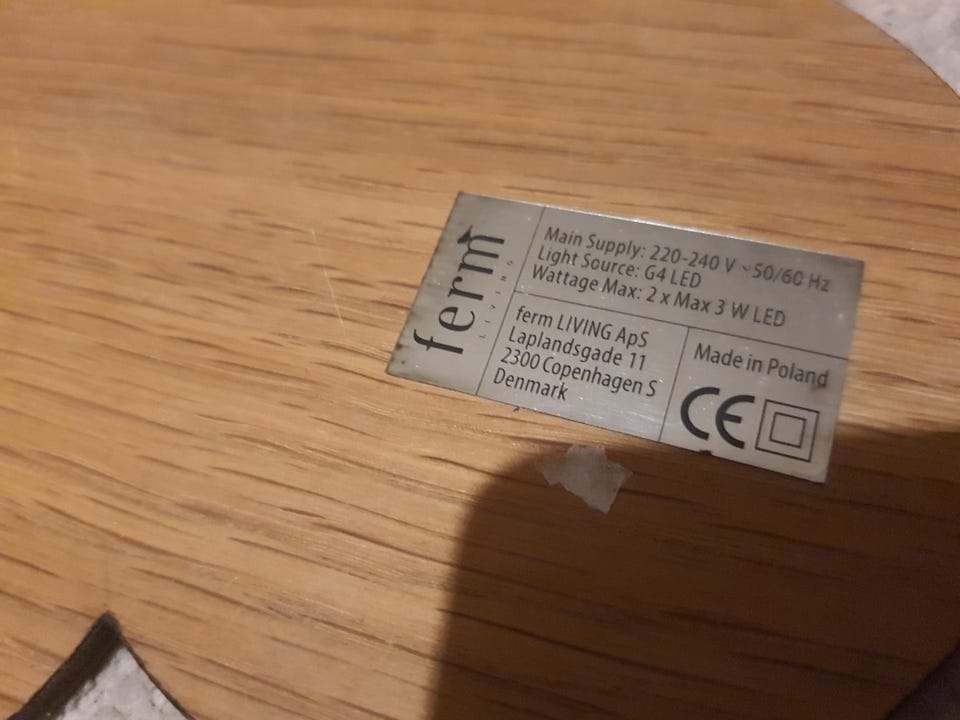 ferm
LIVING
Main Supply: 220-240 V ~50/60 Hz
Light Source: G4 LED
Wattage Max: 2 x Max 3 W LED
ferm LIVING ApS
Laplandsgade 11
2300 Copenhagen S
Denmark
Made in Poland
CE